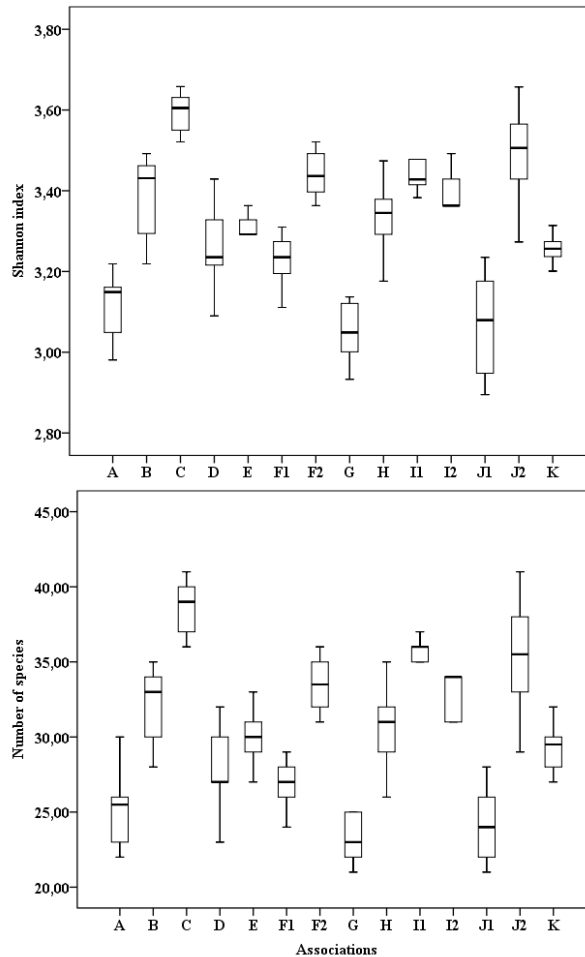 3,80
3,60
3,40
3,20
3,00
2,80
Shannon index
A B C D E F1 F2 G H I1 I2 J1 J2 K
45,00
40,00
35,00
30,00
25,00
20,00
Number of species
A B C D E F1 F2 G H I1 I2 J1 J2 K
Associations